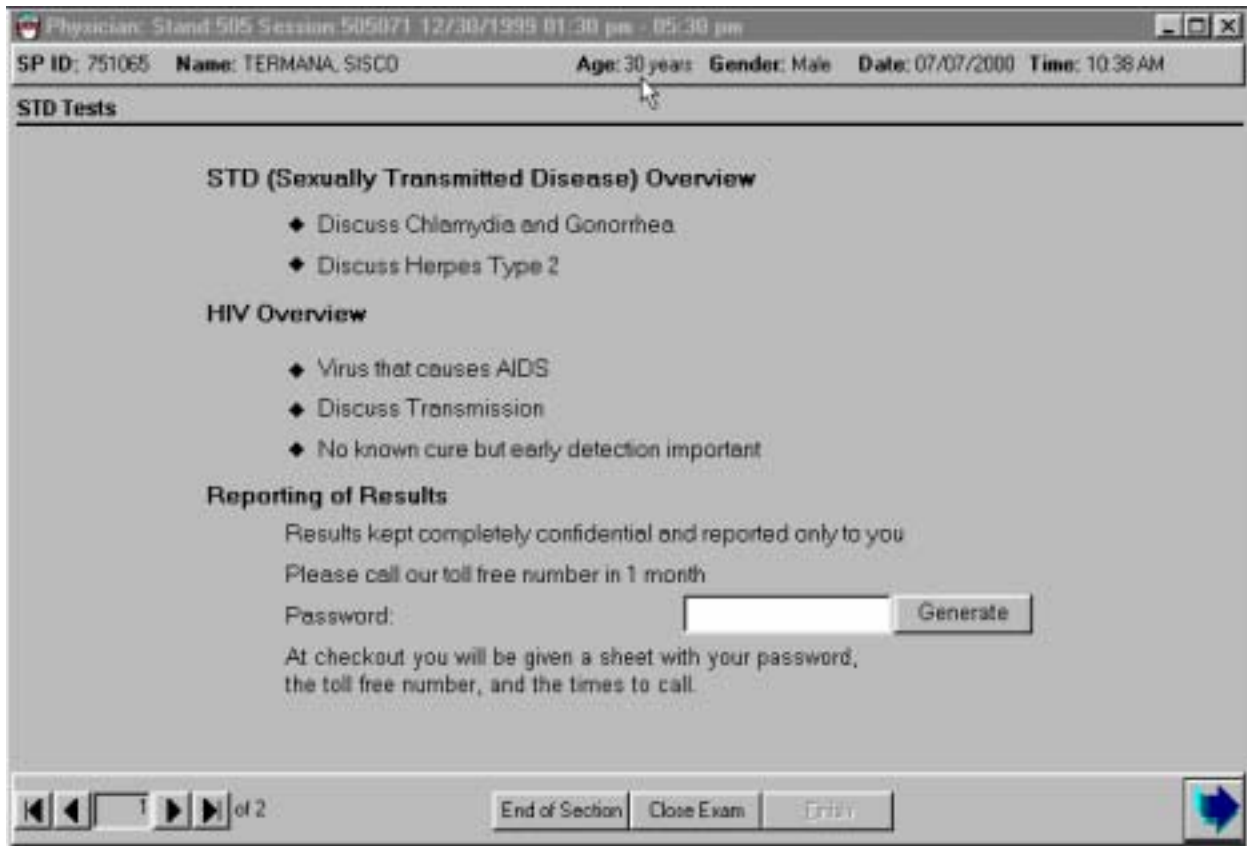 Physician: Stand 505 Session 505071 12/30/1999 01:30 pm - 05:30 pm
SP ID: 751065 Name: TERMANA, SISCO Age: 30 years Gender: Male Date: 07/07/2000 Time: 10:38 AM
STD Tests
STD (Sexually Transmitted Disease) Overview
Discuss Chlamydia and Gonorrhea
Discuss Herpes Type 2
HIV Overview
Virus that causes AIDS
Discuss Transmission
No known cure but early detection important
Reporting of Results
Results kept completely confidential and reported only to you
Please call our toll free number in 1 month
Password: Generate
At checkout you will be given a sheet with your password,
the toll free number, and the times to call.
1 of 2 End of Section Close Exam